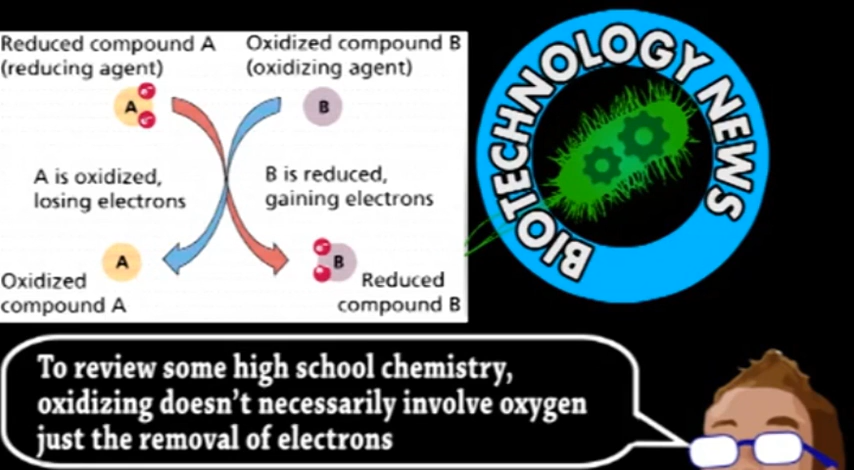 Reduced compound A
(reducing agent)
Oxidized compound B
(oxidizing agent)
A
e-
e-
B
A is oxidized,
losing electrons
B is reduced,
gaining electrons
A
Oxidized
compound A
e-
B
Reduced
compound B
BIOTECHNOLOGY NEWS
To review some high school chemistry,
oxidizing doesn't necessarily involve oxygen
just the removal of electrons